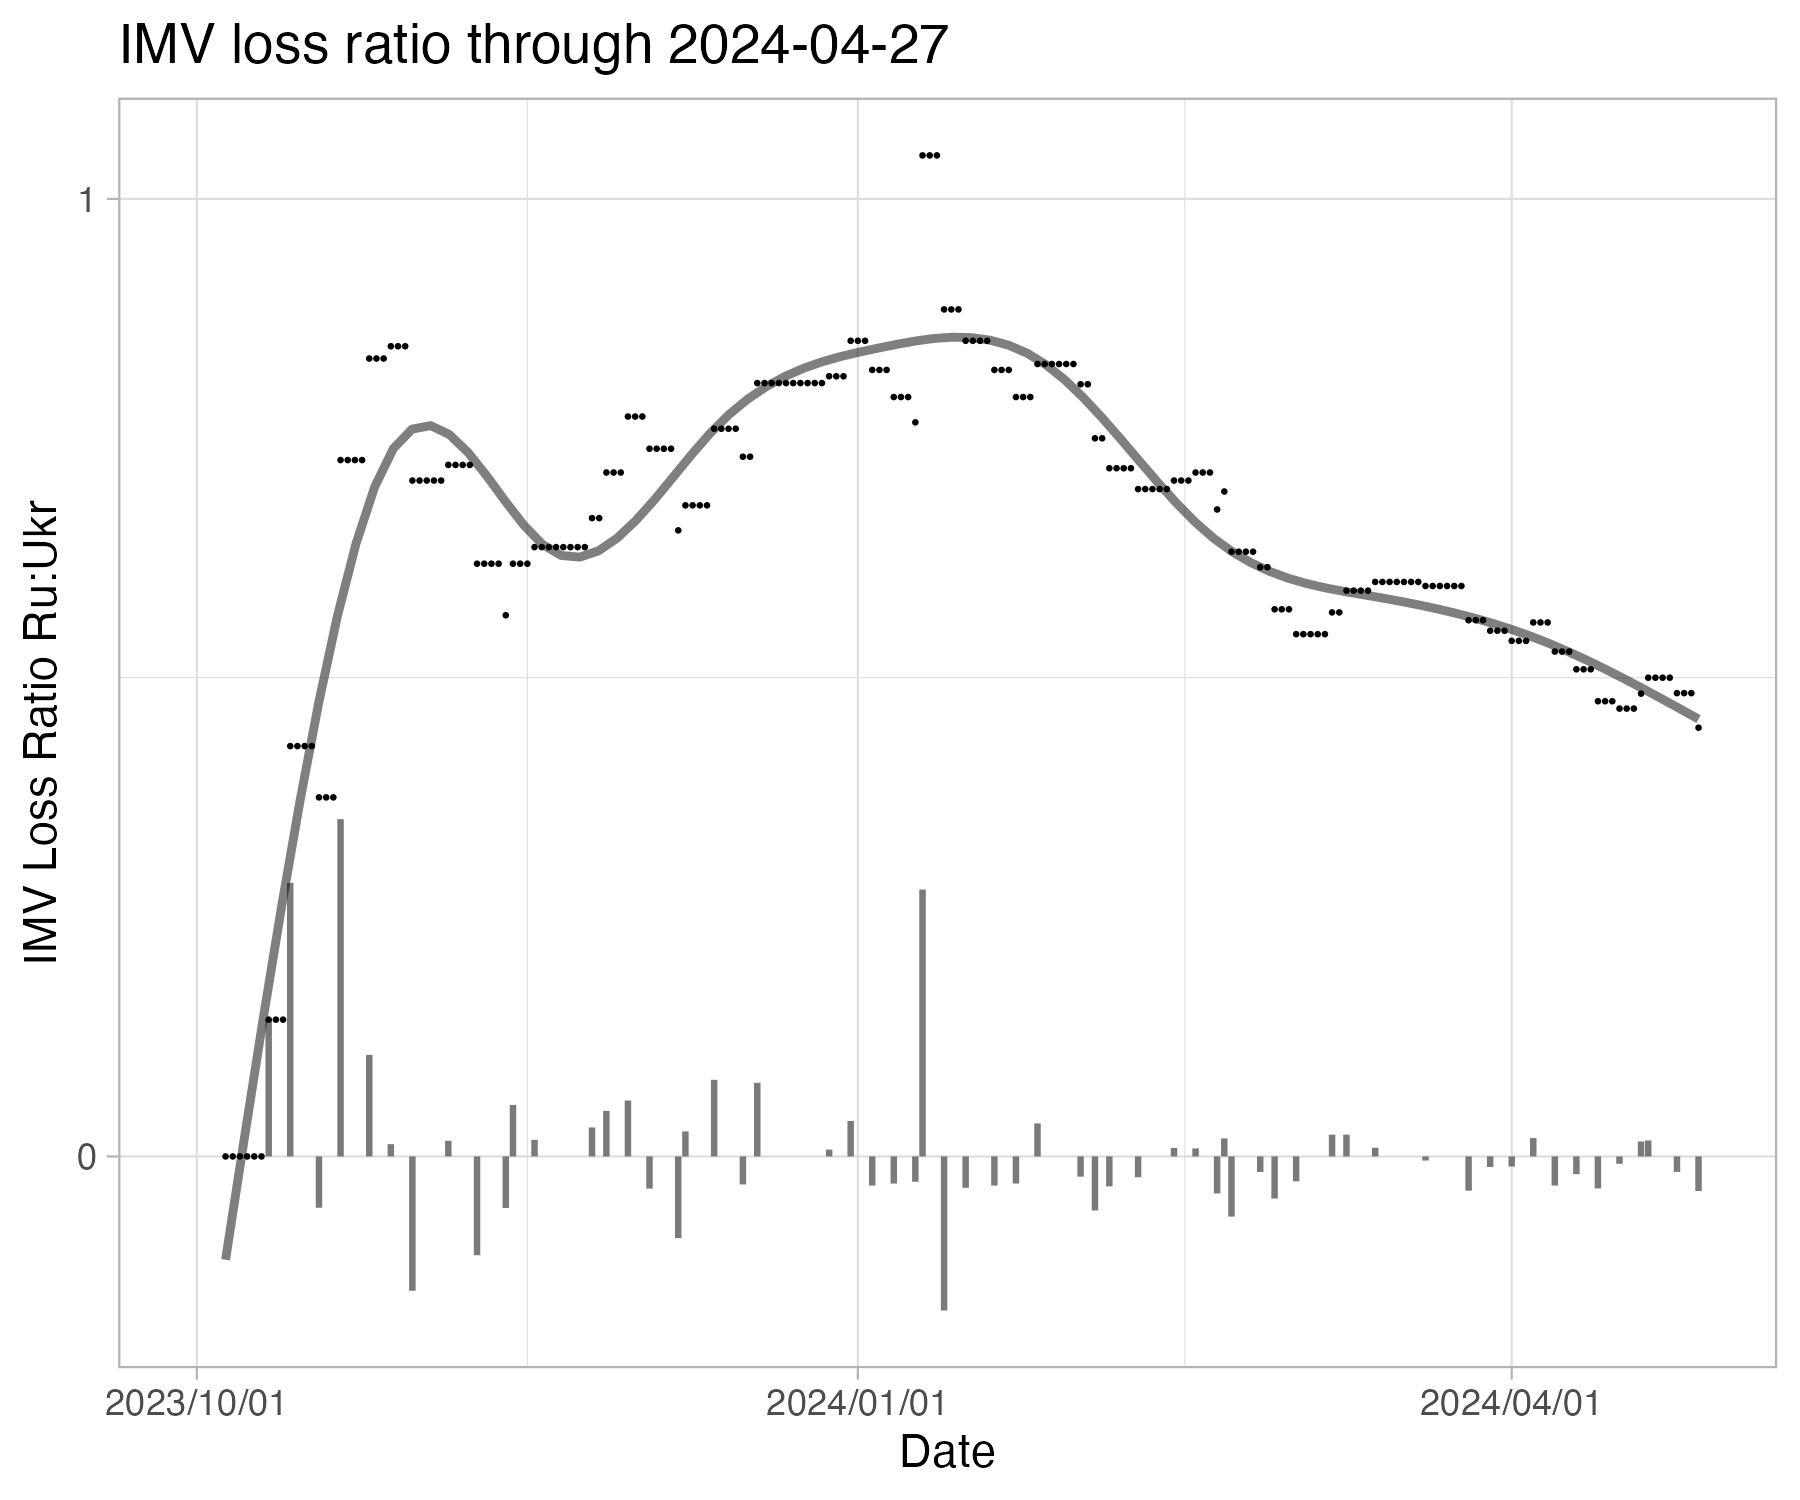 IMV loss ratio through 2024-04-27
IMV Loss Ratio Ru:Ukr
1
0
2023/10/01
2024/01/01
2024/04/01
Date